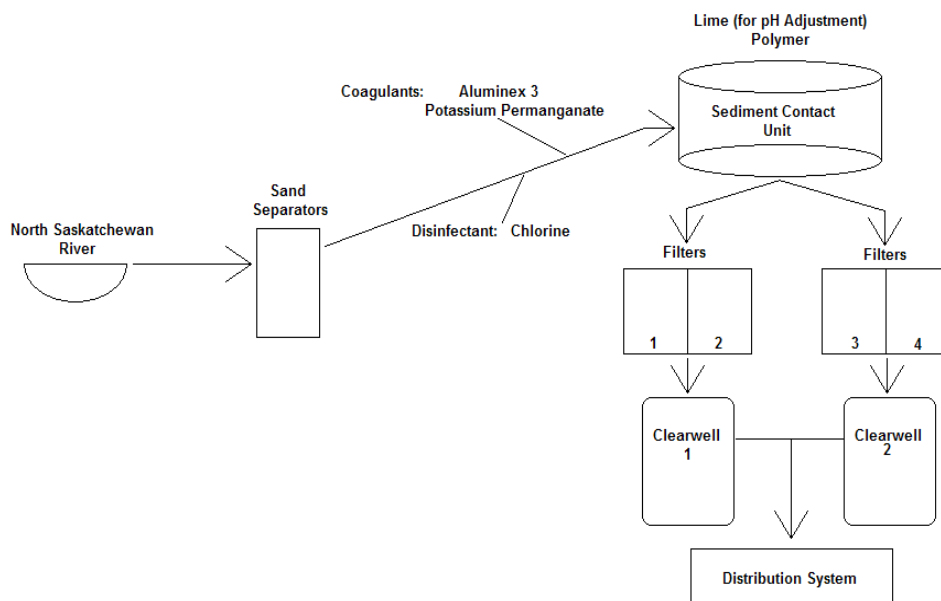 Lime (for pH Adjustment)
Polymer
Coagulants: Aluminex 3
Potassium Permanganate
Sediment Contact
Unit
Sand
Separators
North Saskatchewan
River
Disinfectant: Chlorine
Filters
Filters
1 2
3 4
Clearwell
1
Clearwell
2
Distribution System